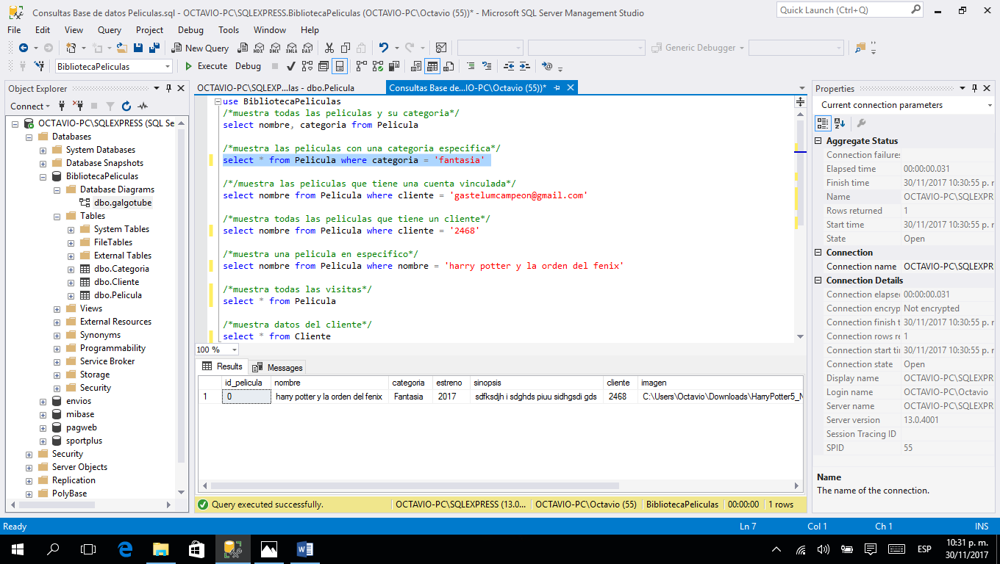 Consultas Base de datos Peliculas.sql - OCTAVIO-PC\SQLEXPRESS.BibliotecaPeliculas (OCTAVIO-PC\Octavio (55))* - Microsoft SQL Server Management Studio
Quick Launch (Ctrl+Q)
File Edit View Query Project Debug Tools Window Help
New Query MDX DMX XMLA DAX Generic Debugger
BibliotecaPeliculas Execute Debug
Object Explorer
Connect
OCTAVIO-PC\SQLEXPRESS (SQL Se
Databases
System Databases
Database Snapshots
BibliotecaPeliculas
Database Diagrams
dbo.galgotube
Tables
System Tables
FileTables
External Tables
dbo.Categoria
dbo.Cliente
dbo.Pelicula
Views
External Resources
Synonyms
Programmability
Service Broker
Storage
Security
envios
mibase
pagweb
sportplus
Security
Server Objects
Replication
PolyBase
OCTAVIO-PC\SQLEXP...las - dbo.Pelicula
Consultas Base de...IO-PC\Octavio (55))*
use BibliotecaPeliculas
/*muestra todas las peliculas y su categoria*/
select nombre, categoria from Pelicula
/*muestra las peliculas con una categoria especifica*/
select * from Pelicula where categoria = 'fantasia'
/*/muestra las peliculas que tiene una cuenta vinculada*/
select nombre from Pelicula where cliente = 'gastelumcampeon@gmail.com'
/*muestra todas las peliculas que tiene un cliente*/
select nombre from Pelicula where cliente = '2468'
/*muestra una pelicula en especifico*/
select nombre from Pelicula where nombre = 'harry potter y la orden del fenix'
/*muestra todas las visitas*/
select * from Pelicula
/*muestra datos del cliente*/
select * from Cliente
100 %
Results Messages
id_pelicula nombre categoria estreno sinopsis cliente imagen
1 0 harry potter y la orden del fenix Fantasia 2017 sdfksdjh i sdghds piuu sidhgsdi gds 2468 C:\Users\Octavio\Downloads\HarryPotter5_N
Query executed successfully. OCTAVIO-PC\SQLEXPRESS (13.0... OCTAVIO-PC\Octavio (55) BibliotecaPeliculas 00:00:00 1 rows
Properties
Current connection parameters
Aggregate Status
Connection failures
Elapsed time 00:00:00.031
Finish time 30/11/2017 10:30:55 p. r
Name OCTAVIO-PC\SQLEXPR
Rows returned 1
Start time 30/11/2017 10:30:55 p. r
State Open
Connection
Connection name OCTAVIO-PC\SQLEXPR
Connection Details
Connection elapse 00:00:00.031
Connection encryp Not encrypted
Connection finish t 30/11/2017 10:30:55 p. r
Connection rows re 1
Connection start ti 30/11/2017 10:30:55 p. r
Connection state Open
Display name OCTAVIO-PC\SQLEXPR
Login name OCTAVIO-PC\Octavio
Server name OCTAVIO-PC\SQLEXPR
Server version 13.0.4001
Session Tracing ID
SPID 55
Name
The name of the connection.
Ready Ln 7 Col 1 Ch 1 INS
ESP 10:31 p. m.
30/11/2017